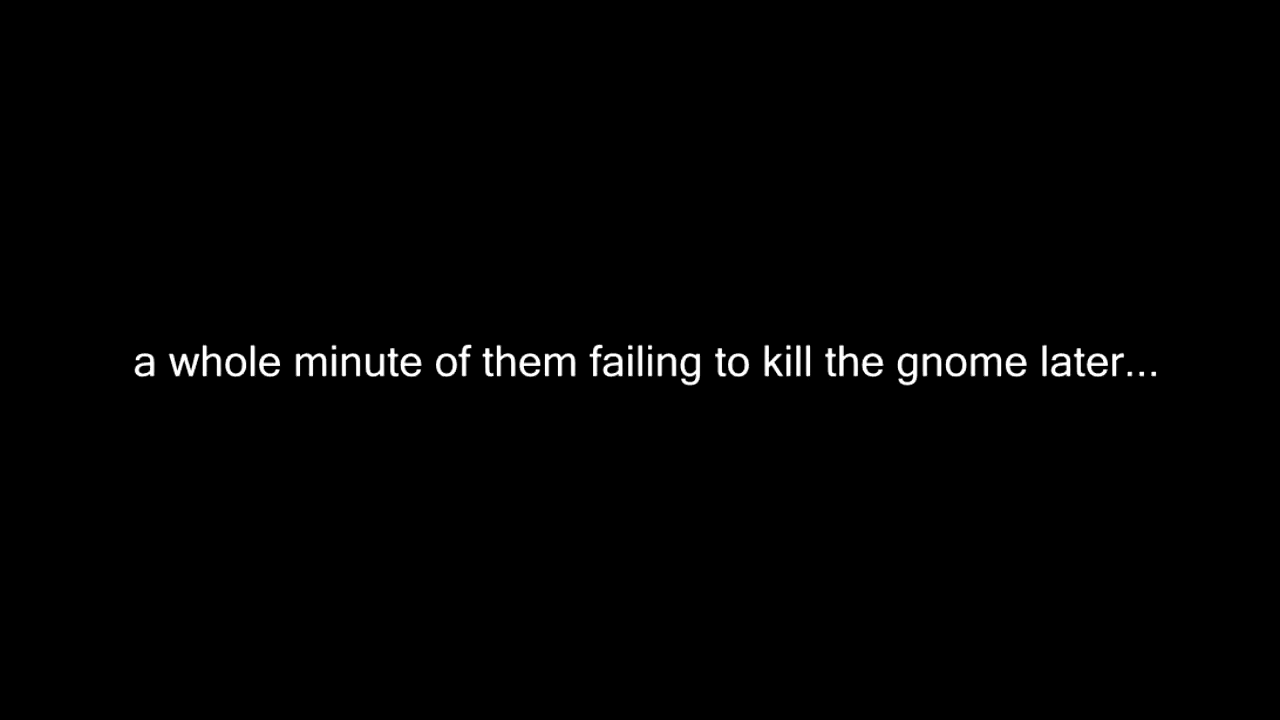 a whole minute of them failing to kill the gnome later...